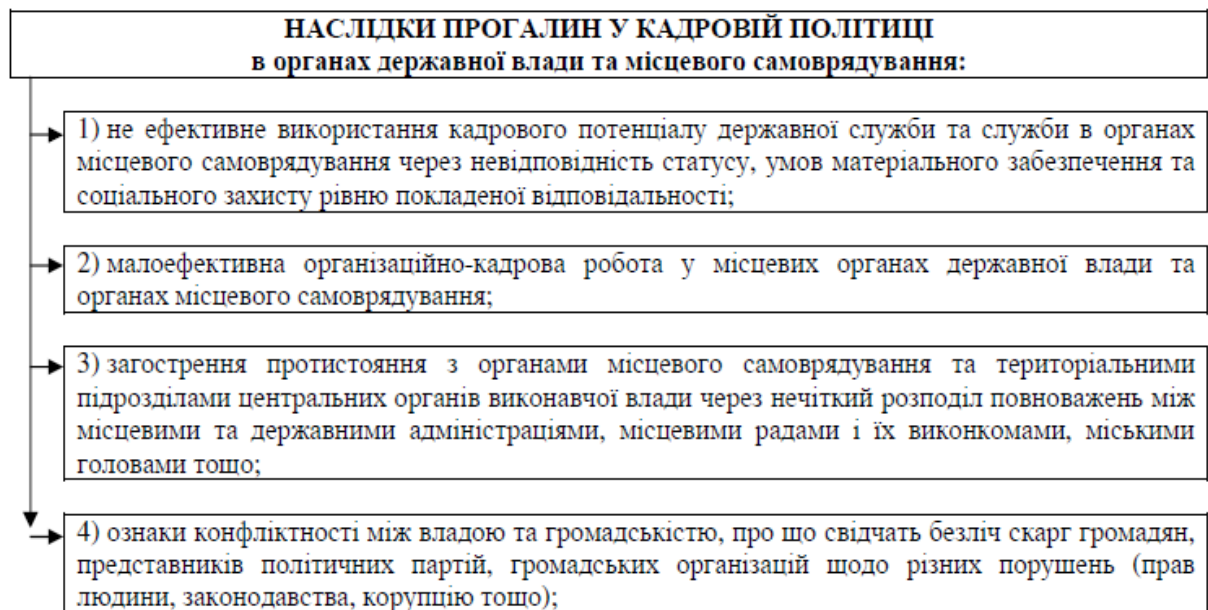 НАСЛІДКИ ПРОГАЛИН У КАДРОВІЙ ПОЛІТИЦІ
в органах державної влади та місцевого самоврядування:
1) не ефективне використання кадрового потенціалу державної служби та служби в органах
місцевого самоврядування через невідповідність статусу, умов матеріального забезпечення та
соціального захисту рівню покладеної відповідальності;
2) малоефективна організаційно-кадрова робота у місцевих органах державної влади та
органах місцевого самоврядування;
3) загострення протистояння з органами місцевого самоврядування та територіальними
підрозділами центральних органів виконавчої влади через нечіткий розподіл повноважень між
місцевими та державними адміністраціями, місцевими радами і їх виконкомами, міськими
головами тощо;
4) ознаки конфліктності між владою та громадськістю, про що свідчать безліч скарг громадян,
представників політичних партій, громадських організацій щодо різних порушень (прав
людини, законодавства, корупцію тощо);